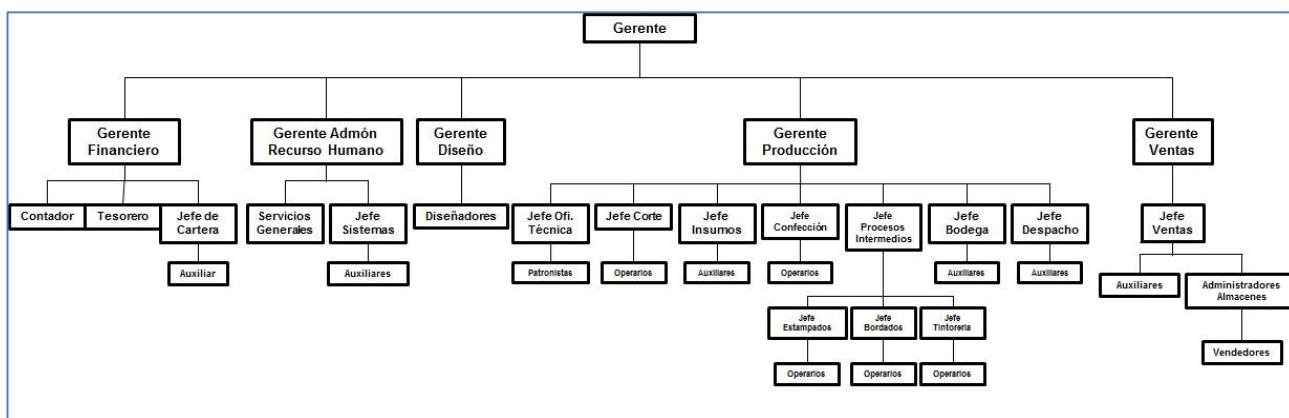 Gerente
Gerente
Financiero
Gerente Admón
Recurso Humano
Gerente
Diseño
Gerente
Producción
Gerente
Ventas
Contador
Tesorero
Jefe de
Cartera
Servicios
Generales
Jefe
Sistemas
Diseñadores
Jefe Ofi.
Técnica
Jefe Corte
Jefe
Insumos
Jefe
Confección
Jefe
Procesos
Intermedios
Jefe
Bodega
Jefe
Despacho
Jefe
Ventas
Auxiliar
Auxiliares
Patronistas
Operarios
Auxiliares
Operarios
Auxiliares
Auxiliares
Auxiliares
Administradores
Almacenes
Jefe
Estampados
Jefe
Bordados
Jefe
Tintoreria
Vendedores
Operarios
Operarios
Operarios